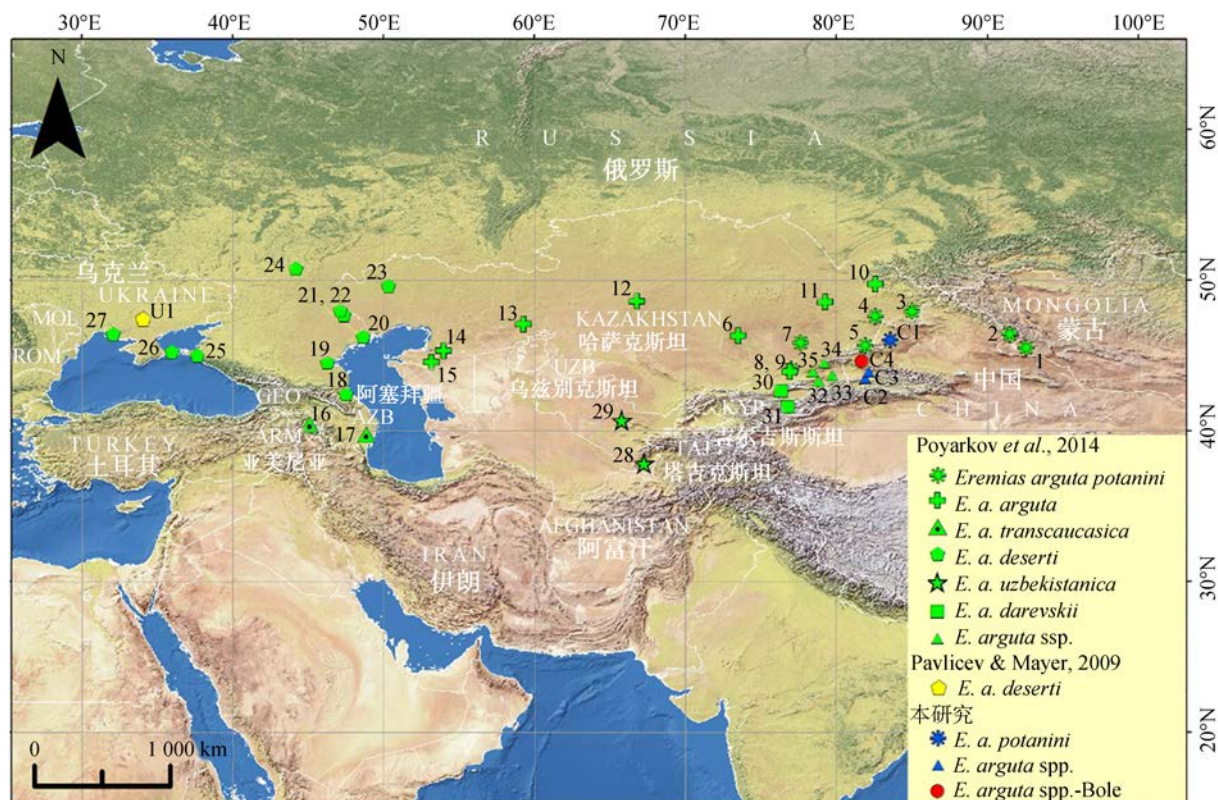 30°E 40°E 50°E 60°E 70°E 80°E 90°E 100°E
N
60°N
R U S S I A
俄罗斯
50°N
24
23
乌克兰
UKRAINE
U1
21, 22
MOL
27
ROM
26
25
20
19
18
GEO
阿塞拜疆
AZB
16
17
ARM
亚美尼亚
TURKEY
土耳其
13
14
15
12
KAZAKHSTAN
哈萨克斯坦
UZB
乌兹别克斯坦
29
28
6
7
11
10
4
3
5
C1
C4
C3
C2
8, 9
35
34
32
33
30
31
MONGOLIA
蒙古
2
1
中国
C H I N A
KYR
吉尔吉斯斯坦
TAJ
塔吉克斯坦
40°N
AFGHANISTAN
阿富汗
IRAN
伊朗
30°N
20°N
0 1 000 km
Poyarkov et al., 2014
Eremias arguta potanini
E. a. arguta
E. a. transcaucasica
E. a. deserti
E. a. uzbekistanica
E. a. darevskii
E. arguta ssp.
Pavlicev & Mayer, 2009
E. a. deserti
本研究
E. a. potanini
E. arguta spp.
E. arguta spp.-Bole